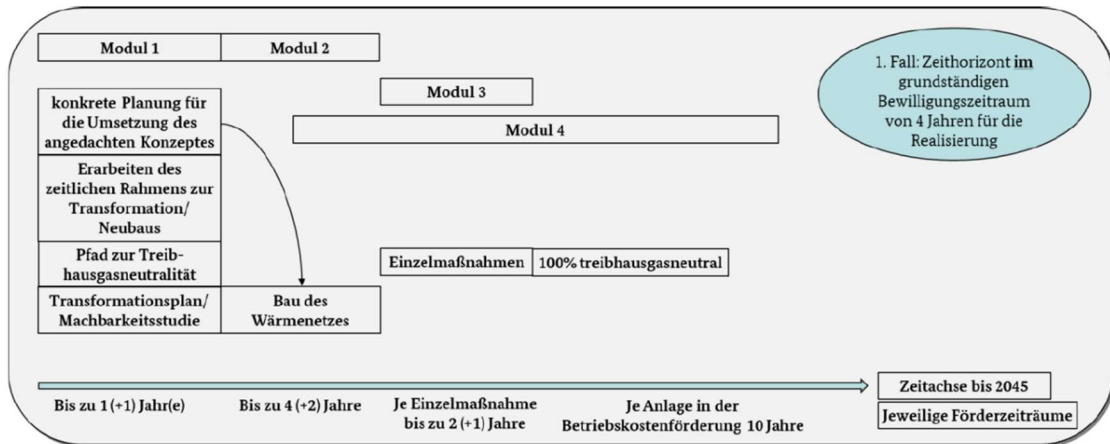 Modul 1
Modul 2
1. Fall: Zeithorizont im
grundständigen
Bewilligungszeitraum
von 4 Jahren für die
Realisierung
Modul 3
Modul 4
konkrete Planung für
die Umsetzung des
angedachten Konzeptes
Erarbeiten des
zeitlichen Rahmens zur
Transformation/
Neubaus
Pfad zur Treib-
hausgasneutralität
Einzelmaßnahmen
100% treibhausgasneutral
Transformationsplan/
Machbarkeitsstudie
Bau des
Wärmenetzes
Zeitachse bis 2045
Bis zu 1 (+1) Jahr(e)
Bis zu 4 (+2) Jahre
Je Einzelmaßnahme
bis zu 2 (+1) Jahre
Je Anlage in der
Betriebskostenförderung 10 Jahre
Jeweilige Förderzeiträume